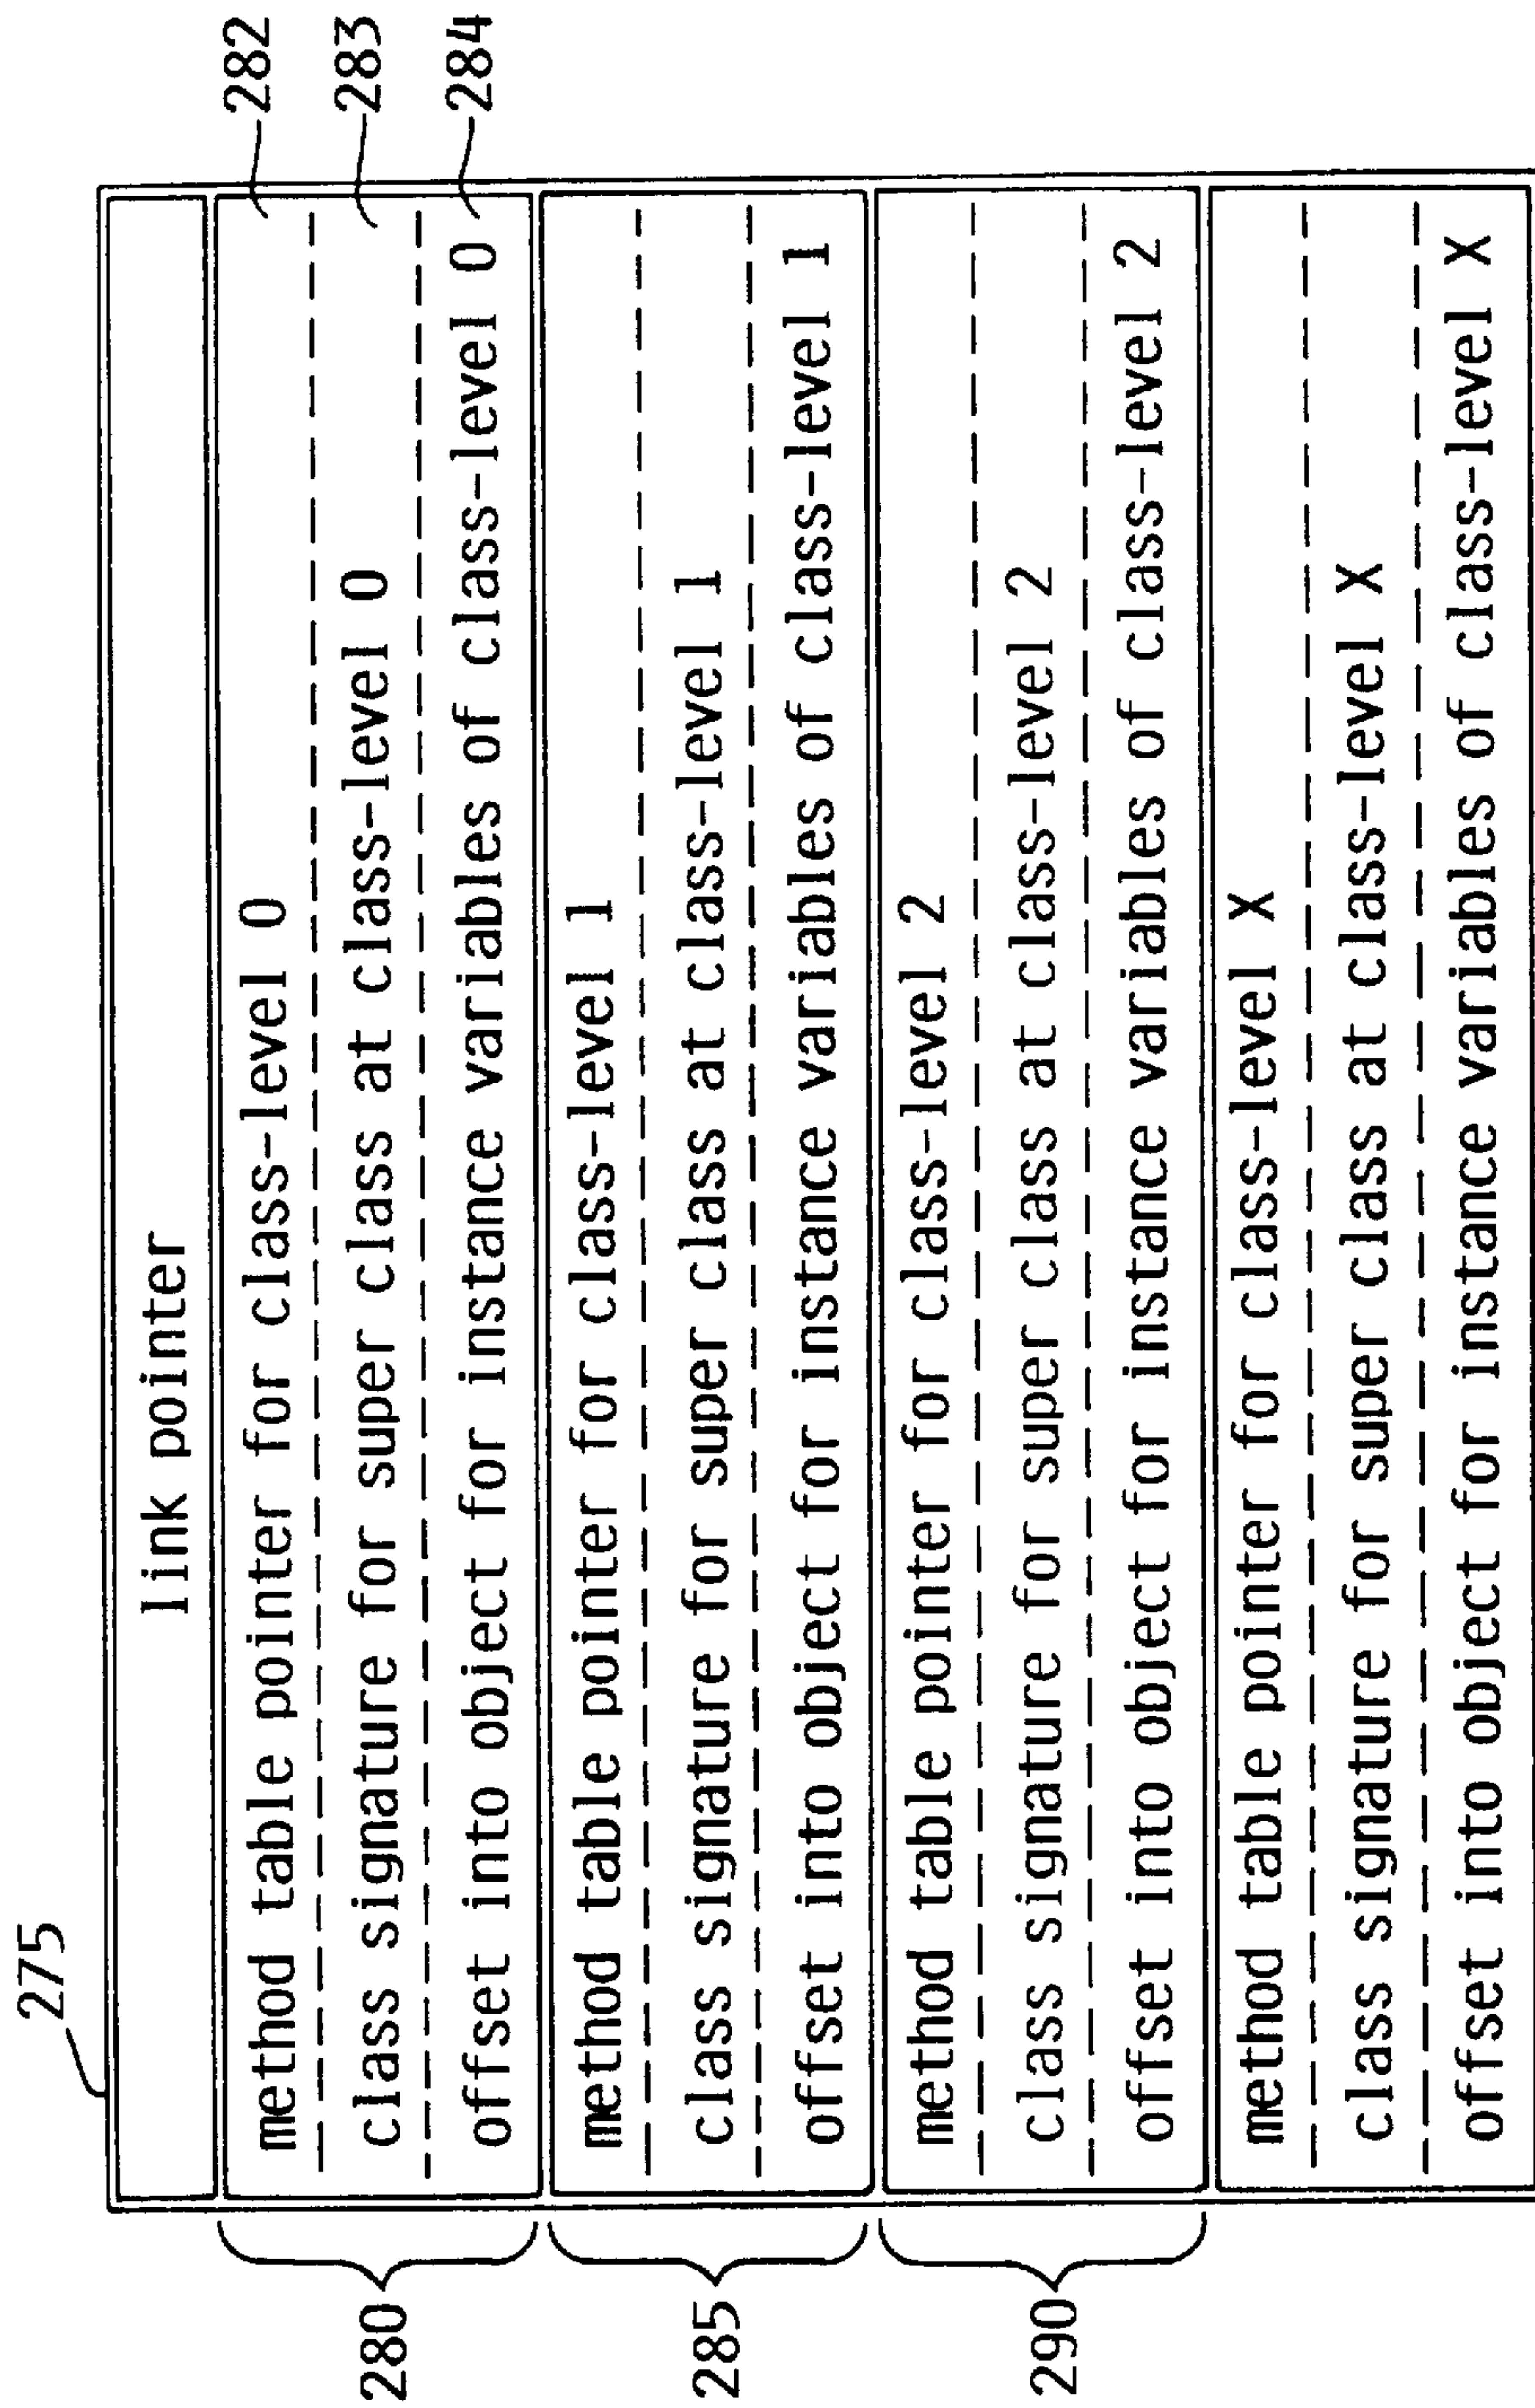 275
link pointer
method table pointer for class-level 0
282
class signature for super class at class-level 0
283
offset into object for instance variables of class-level 0
284
280
method table pointer for class-level 1
class signature for super class at class-level 1
offset into object for instance variables of class-level 1
285
method table pointer for class-level 2
class signature for super class at class-level 2
offset into object for instance variables of class-level 2
290
method table pointer for class-level X
class signature for super class at class-level X
offset into object for instance variables of class-level X